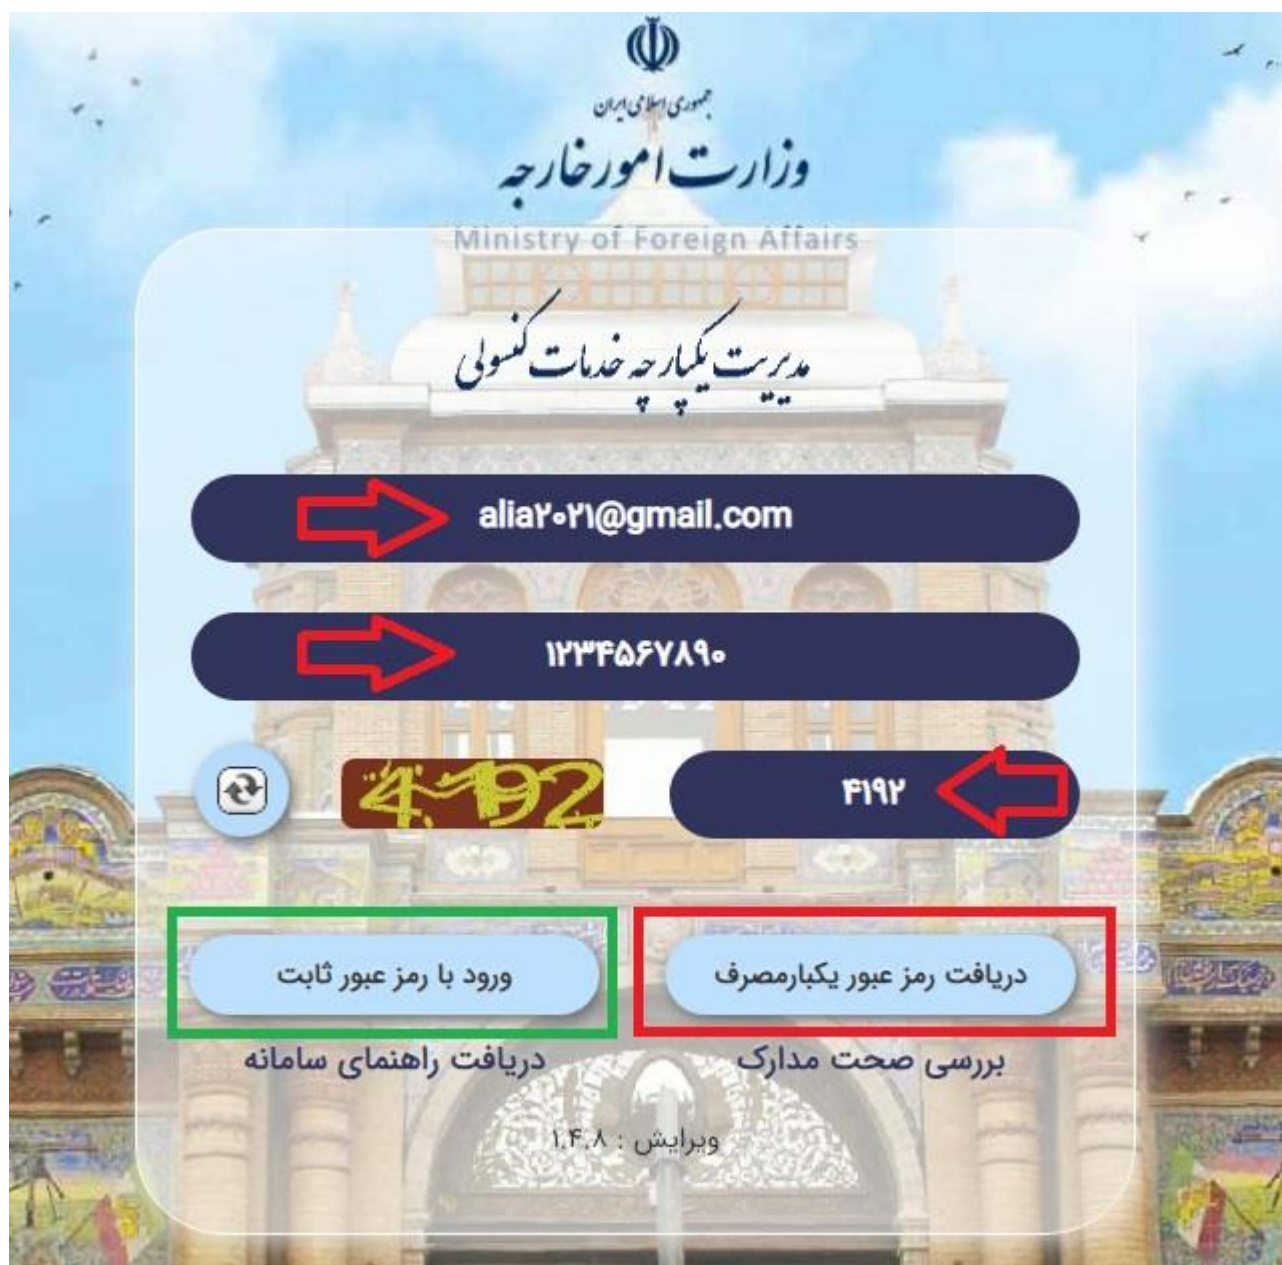 جمهوری اسلامی ایران
وزارت امور خارجه
Ministry of Foreign Affairs
مدیریت یکپارچه خدمات کنسولی
alia۲۰۲۱@gmail.com
۱۲۳۴۵۶۷۸۹۰
۴۱۹۲
4192
دریافت رمز عبور یکبارمصرف
ورود با رمز عبور ثابت
بررسی صحت مدارک
دریافت راهنمای سامانه
ویرایش : ۱.۴.۸